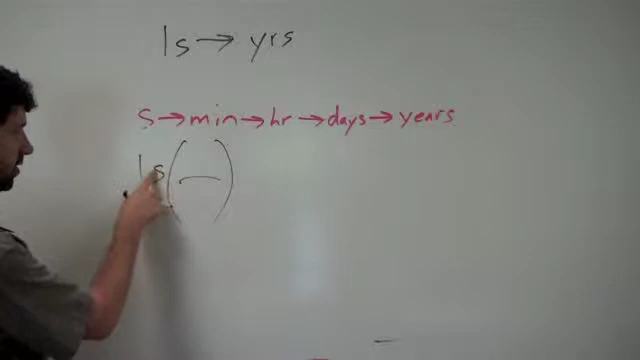 1s → yrs
s → min → hr → days → years
1s ( — )